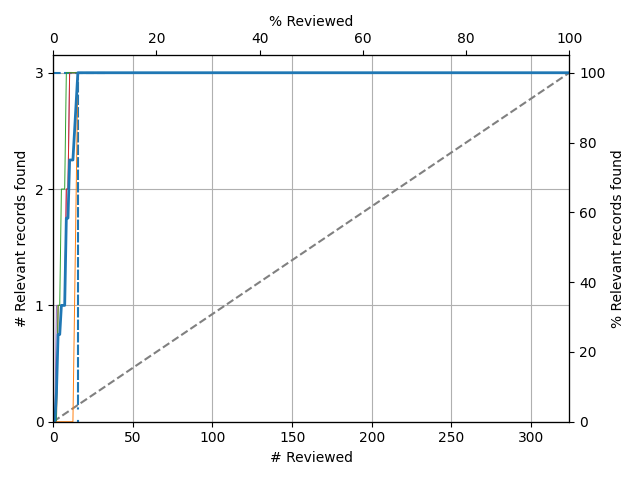 % Reviewed
0 20 40 60 80 100
3 100
80
2
60
40
1
20
0 0
0 50 100 150 200 250 300
# Reviewed
# Relevant records found
% Relevant records found